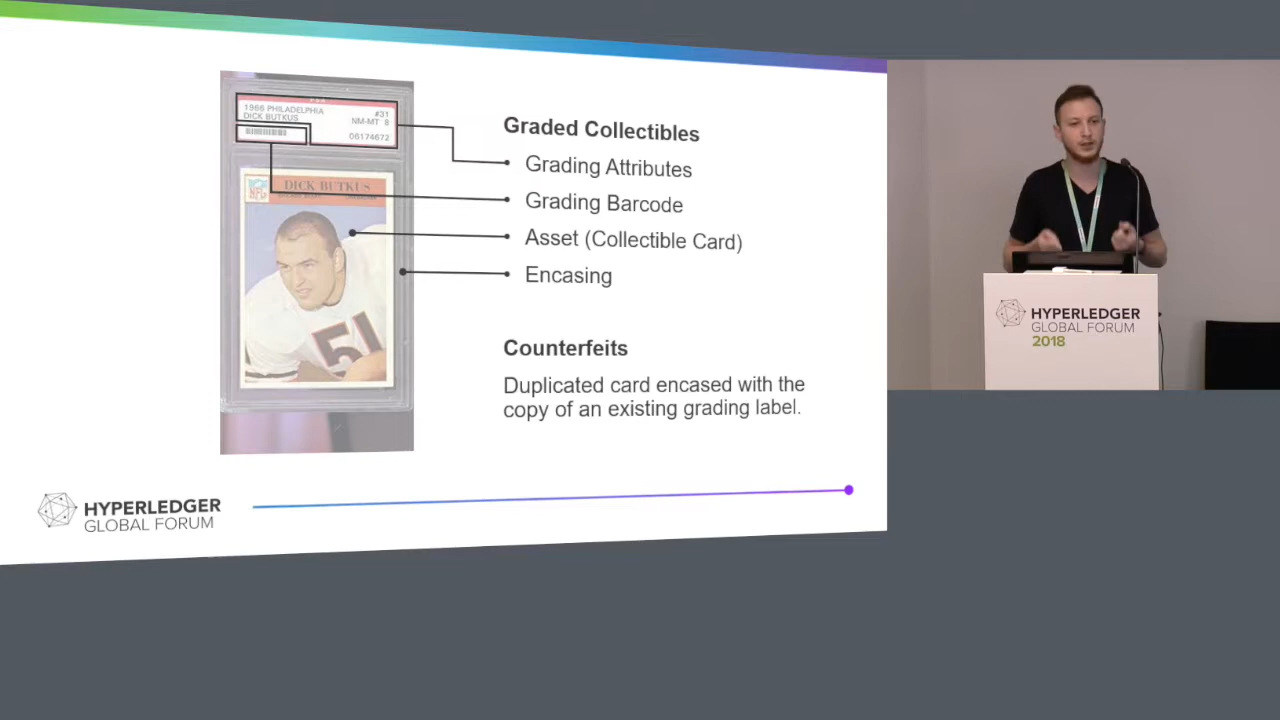 1966 PHILADELPHIA
#31
DICK BUTKUS
NM-MT 8
06174672
DICK BUTKUS
NFL
51
Graded Collectibles
Grading Attributes
Grading Barcode
Asset (Collectible Card)
Encasing
Counterfeits
Duplicated card encased with the
copy of an existing grading label.
HYPERLEDGER
GLOBAL FORUM
HYPERLEDGER
GLOBAL FORUM
2018